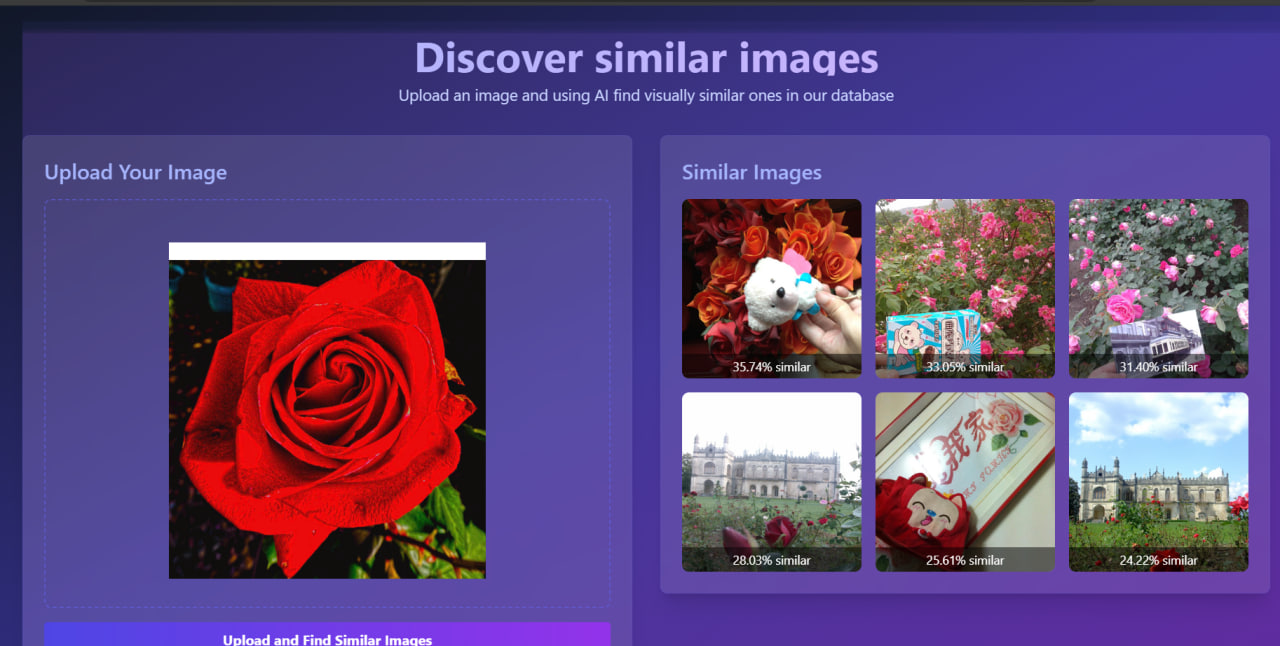 Discover similar images
Upload an image and using AI find visually similar ones in our database
Upload Your Image
Upload and Find Similar Images
Similar Images
35.74% similar
33.05% similar
31.40% similar
28.03% similar
我家
25.61% similar
24.22% similar